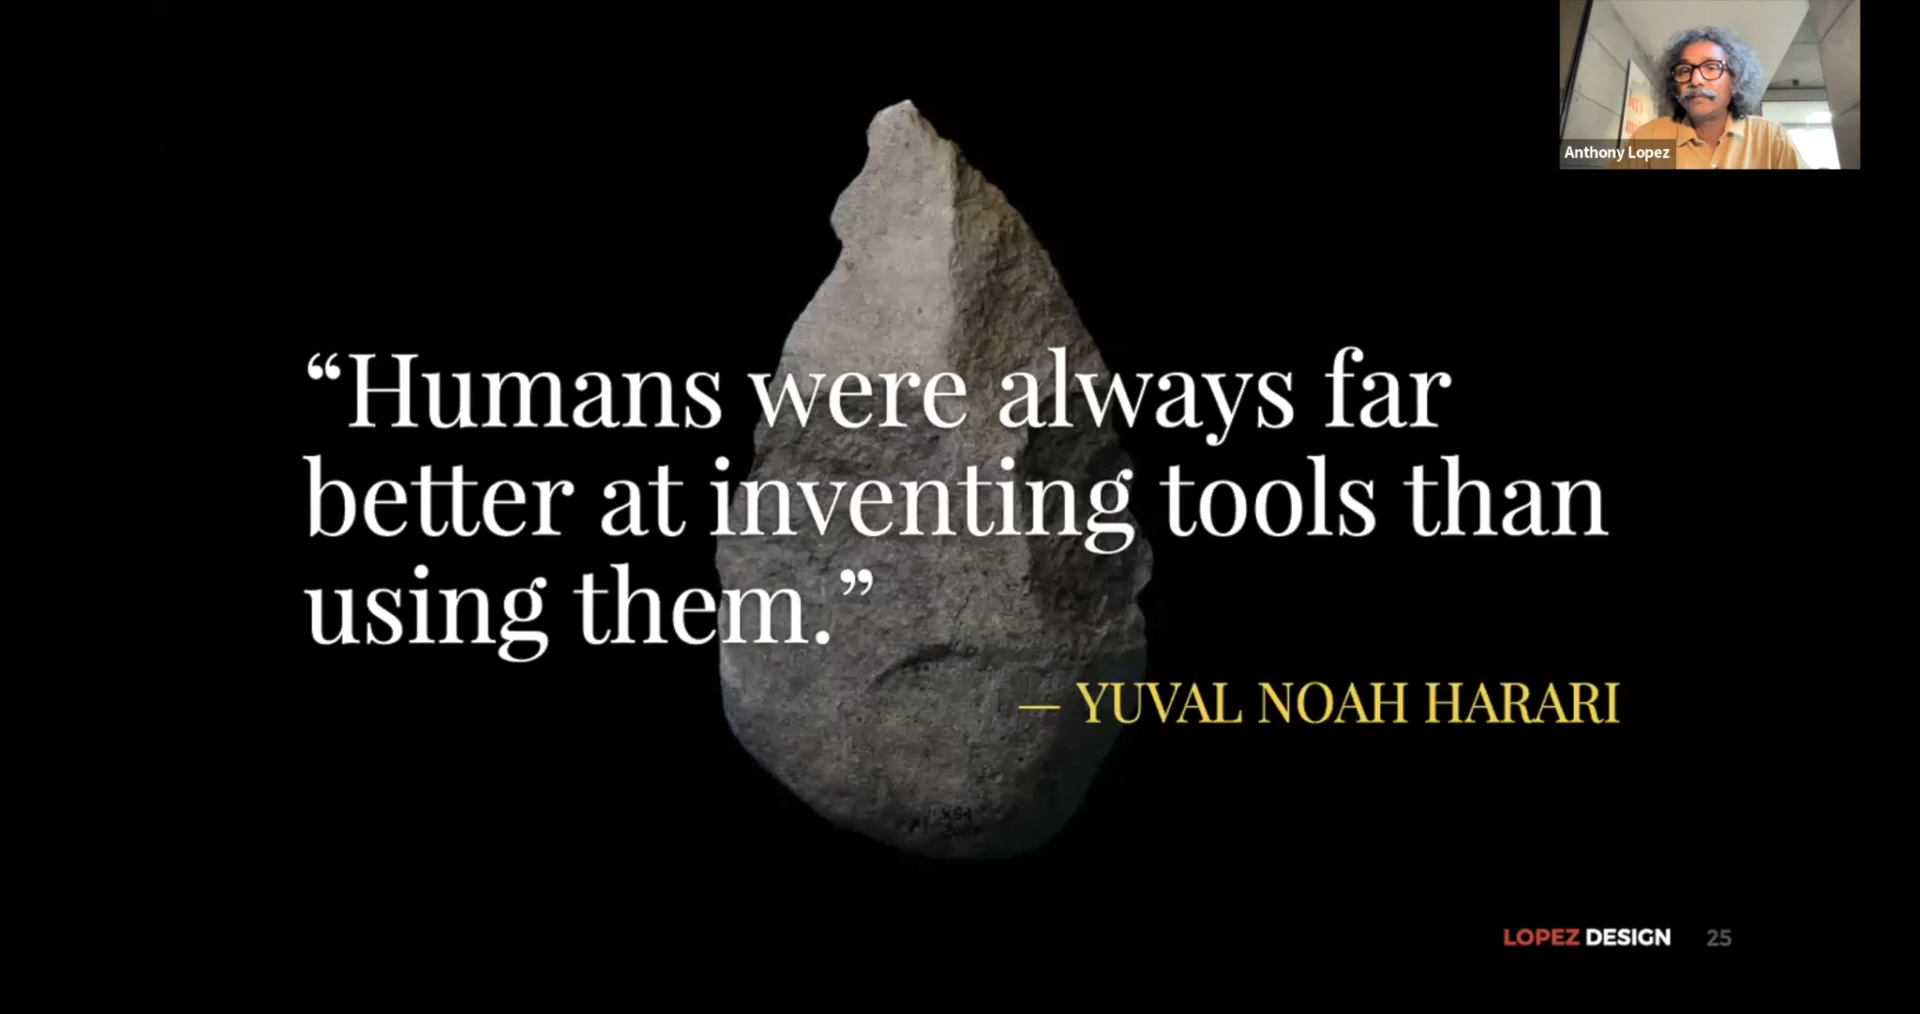 Anthony Lopez
“Humans were always far
better at inventing tools than
using them.”
— YUVAL NOAH HARARI
LOPEZ DESIGN 25